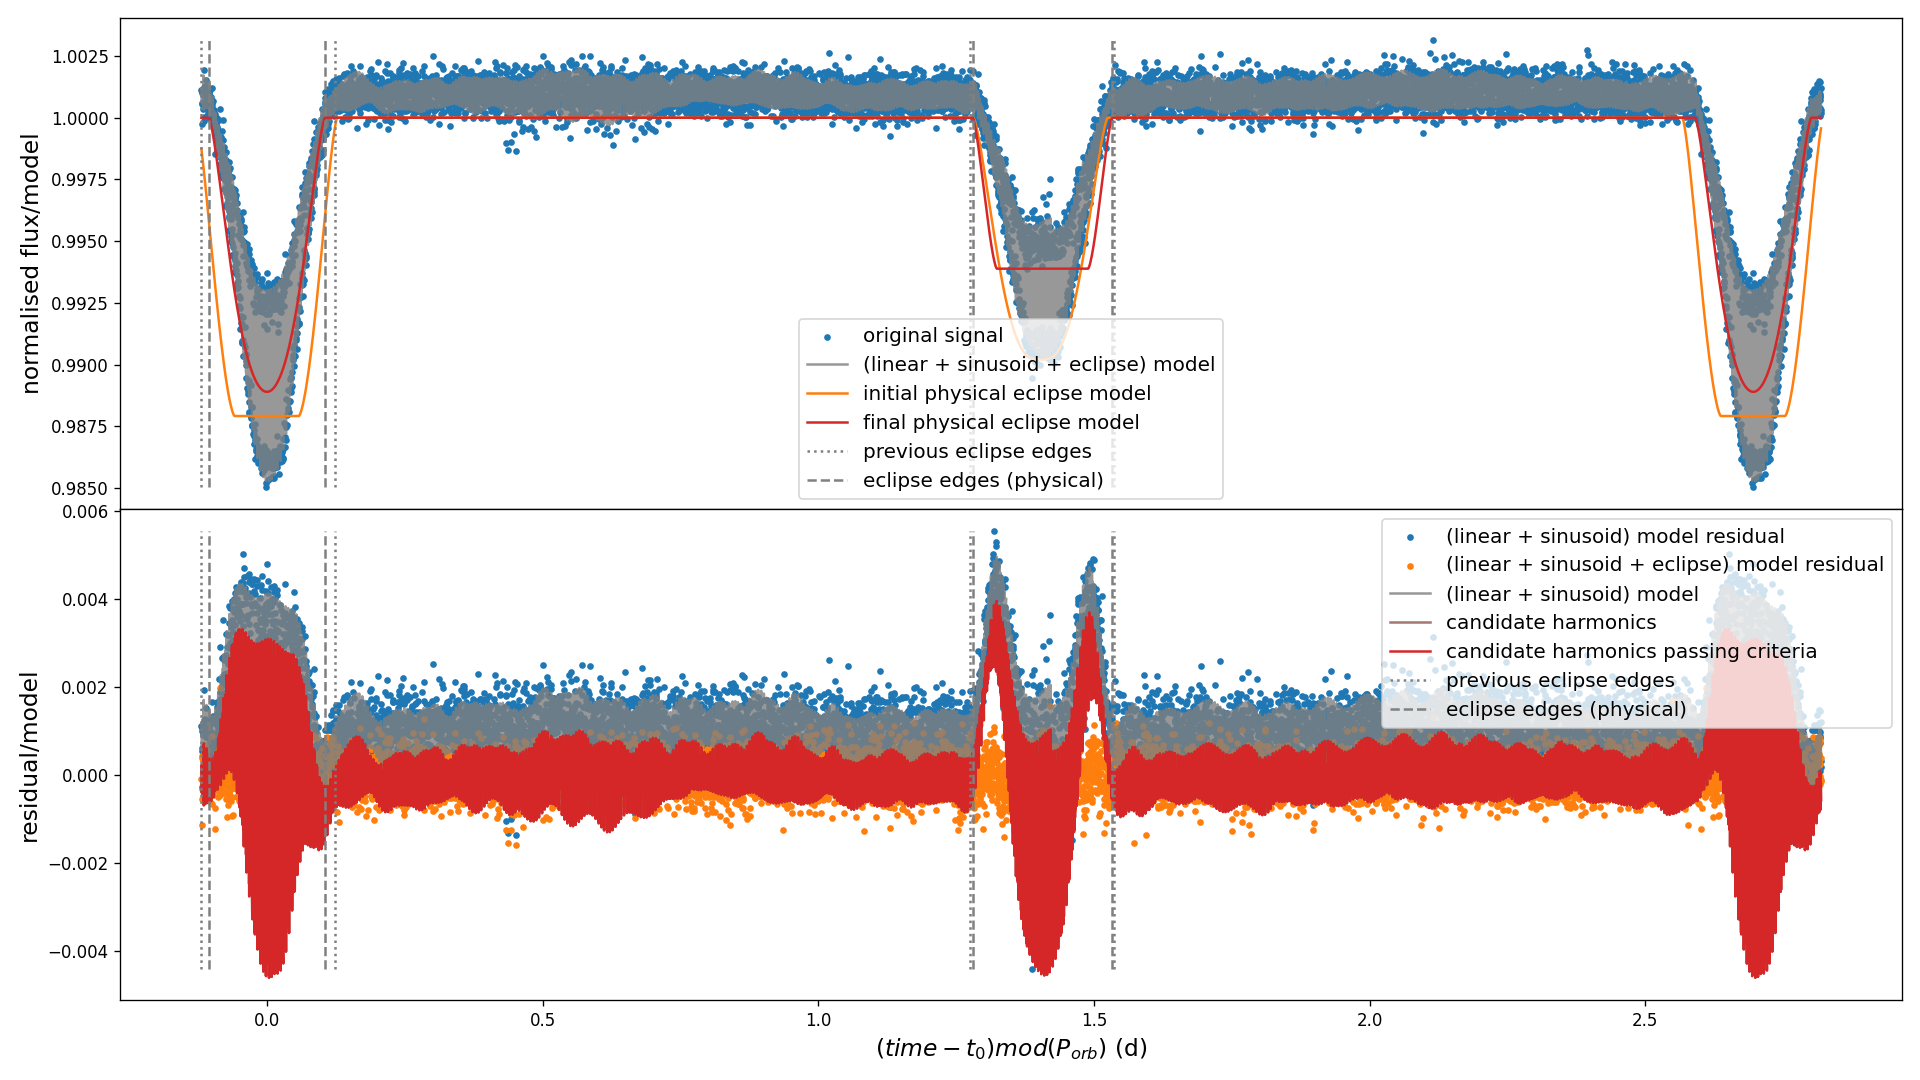 normalised flux/model
1.0025
1.0000
0.9975
0.9950
0.9925
0.9900
0.9875
0.9850
original signal
(linear + sinusoid + eclipse) model
initial physical eclipse model
final physical eclipse model
previous eclipse edges
eclipse edges (physical)
residual/model
0.006
0.004
0.002
0.000
−0.002
−0.004
(linear + sinusoid) model residual
(linear + sinusoid + eclipse) model residual
(linear + sinusoid) model
candidate harmonics
candidate harmonics passing criteria
previous eclipse edges
eclipse edges (physical)
0.0 0.5 1.0 1.5 2.0 2.5
(time − t₀)mod(Pₒᵣb) (d)